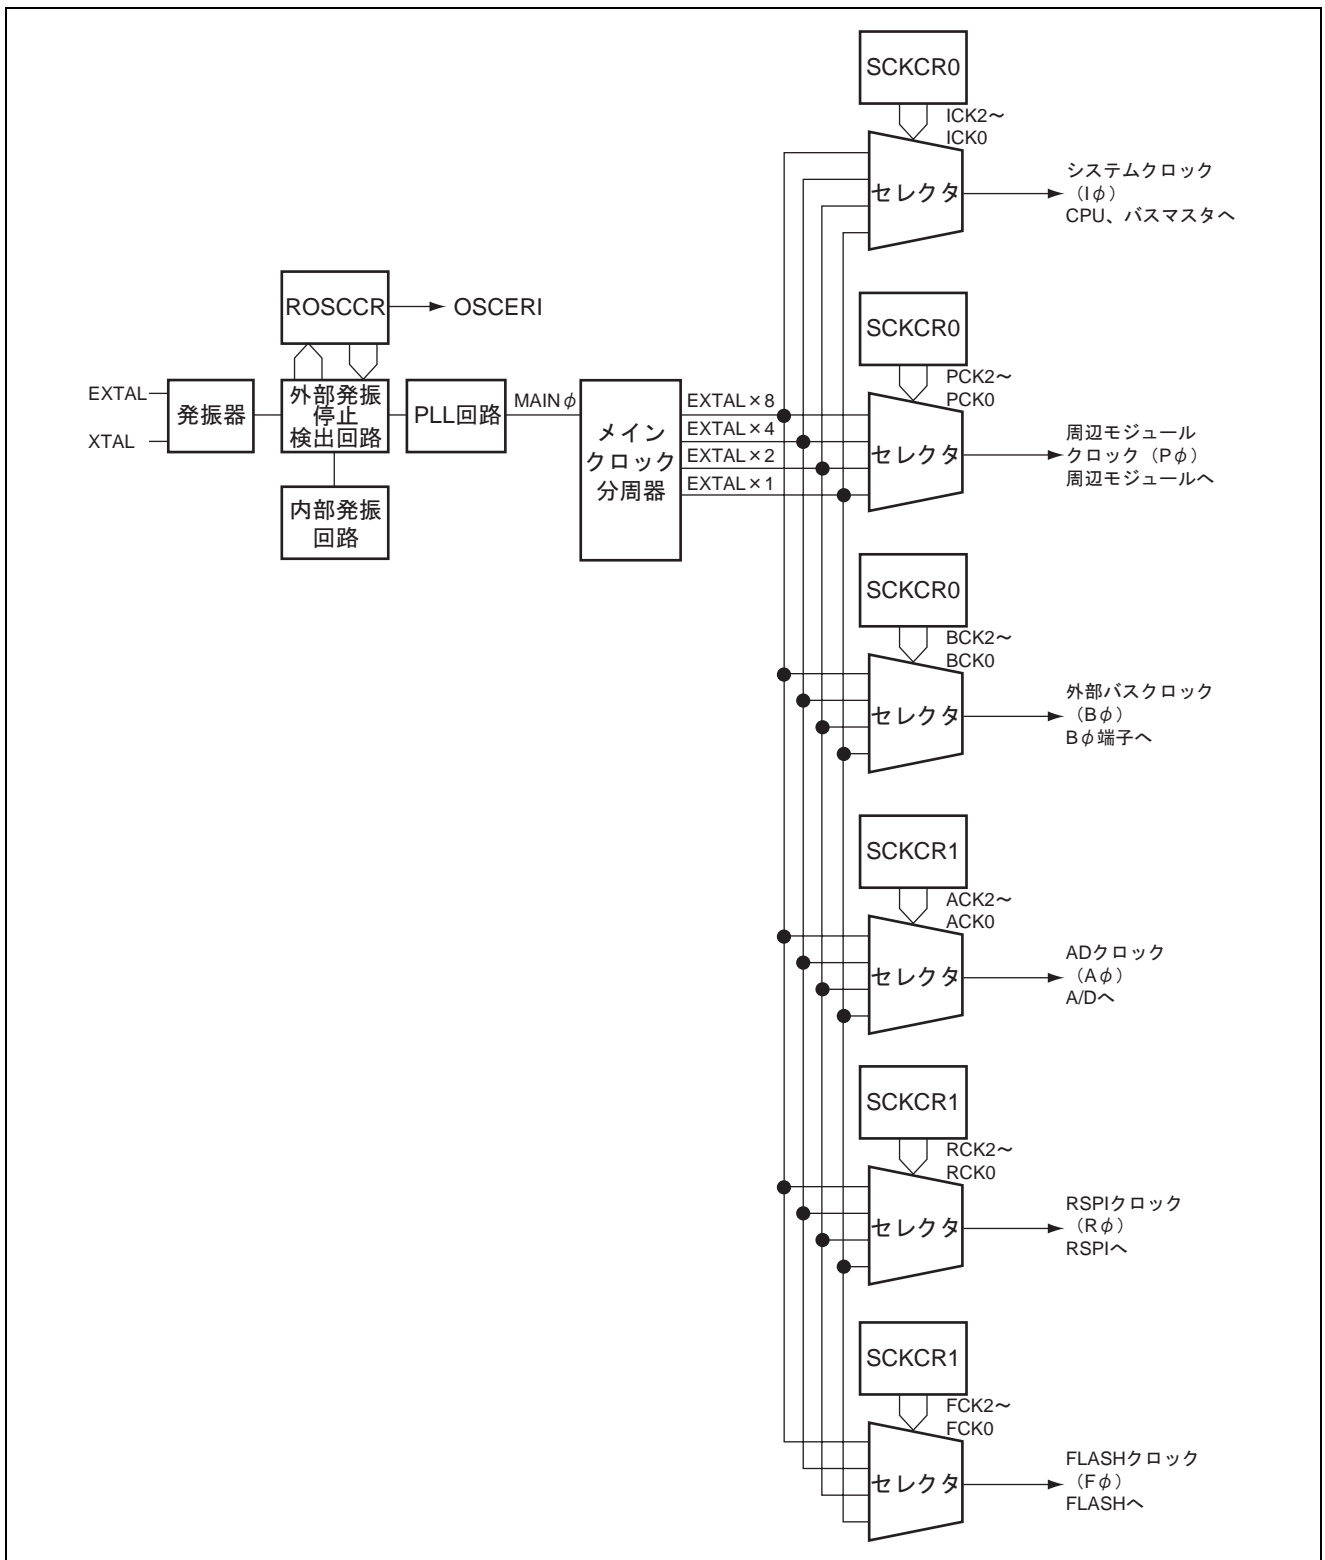 SCKCR0
ICK2～
ICK0
セレクタ
システムクロック
（Iφ）
CPU、バスマスタへ
ROSCCR
OSCERI
EXTAL
XTAL
発振器
外部発振
停止
検出回路
PLL回路
MAINφ
内部発振
回路
メイン
クロック
分周器
EXTAL×8
EXTAL×4
EXTAL×2
EXTAL×1
SCKCR0
PCK2～
PCK0
セレクタ
周辺モジュール
クロック（Pφ）
周辺モジュールへ
SCKCR0
BCK2～
BCK0
セレクタ
外部バスクロック
（Bφ）
Bφ端子へ
SCKCR1
ACK2～
ACK0
セレクタ
ADクロック
（Aφ）
A/Dへ
SCKCR1
RCK2～
RCK0
セレクタ
RSPIクロック
（Rφ）
RSPIへ
SCKCR1
FCK2～
FCK0
セレクタ
FLASHクロック
（Fφ）
FLASHへ